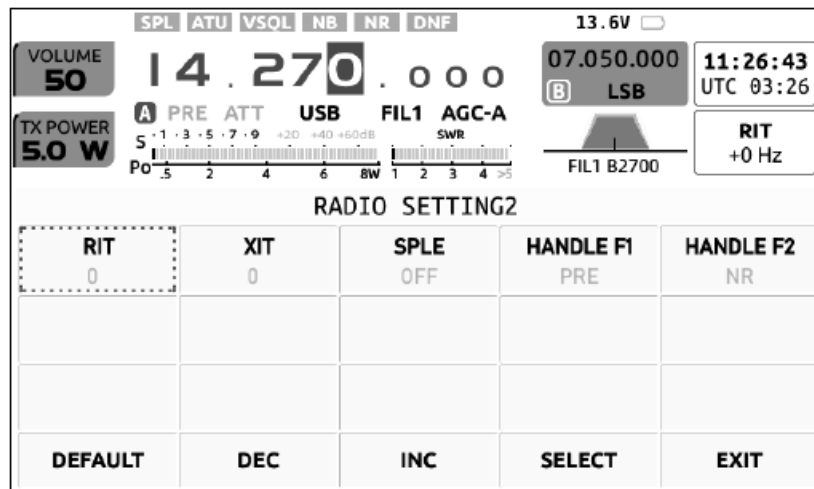 SPL ATU VSQL NB NR DNF 13.6V
VOLUME
50
14.270.000
07.050.000
B LSB
11:26:43
UTC 03:26
A PRE ATT USB FIL1 AGC-A
TX POWER
5.0 W
S ·1 ·3 ·5 ·7 ·9 +20 +40 +60dB SWR
Po .5 2 4 6 8W 1 2 3 4 >5
FIL1 B2700
RIT
+0 Hz
RADIO SETTING2
RIT XIT SPLE HANDLE F1 HANDLE F2
0 0 OFF PRE NR
DEFAULT DEC INC SELECT EXIT